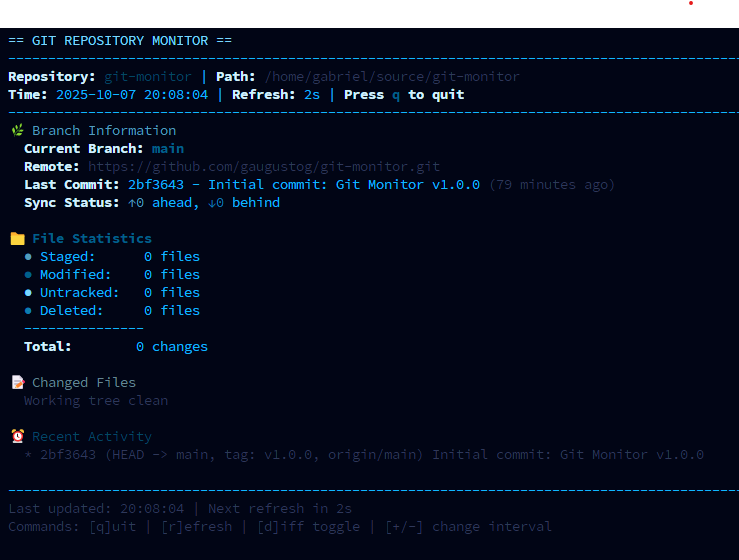 == GIT REPOSITORY MONITOR ==
Repository: git-monitor | Path: /home/gabriel/source/git-monitor
Time: 2025-10-07 20:08:04 | Refresh: 2s | Press q to quit
Branch Information
Current Branch: main
Remote: https://github.com/gaugustog/git-monitor.git
Last Commit: 2bf3643 - Initial commit: Git Monitor v1.0.0 (79 minutes ago)
Sync Status: ↑0 ahead, ↓0 behind
File Statistics
● Staged: 0 files
● Modified: 0 files
● Untracked: 0 files
● Deleted: 0 files
---------------
Total: 0 changes
Changed Files
Working tree clean
Recent Activity
* 2bf3643 (HEAD -> main, tag: v1.0.0, origin/main) Initial commit: Git Monitor v1.0.0
Last updated: 20:08:04 | Next refresh in 2s
Commands: [q]uit | [r]efresh | [d]iff toggle | [+/-] change interval